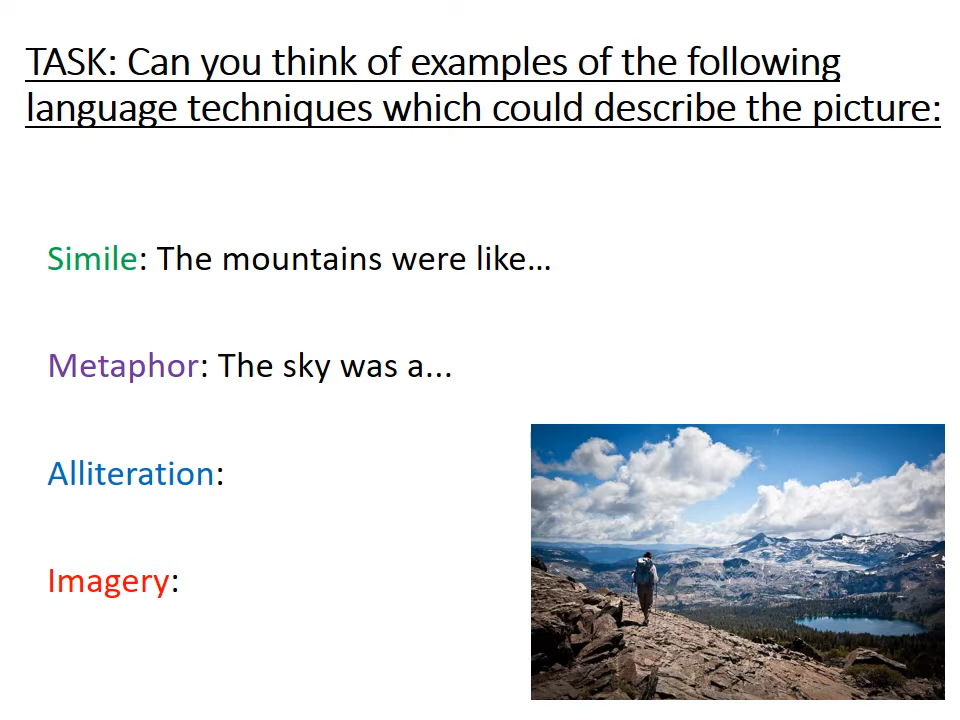 TASK: Can you think of examples of the following
language techniques which could describe the picture:
Simile: The mountains were like…
Metaphor: The sky was a...
Alliteration:
Imagery: